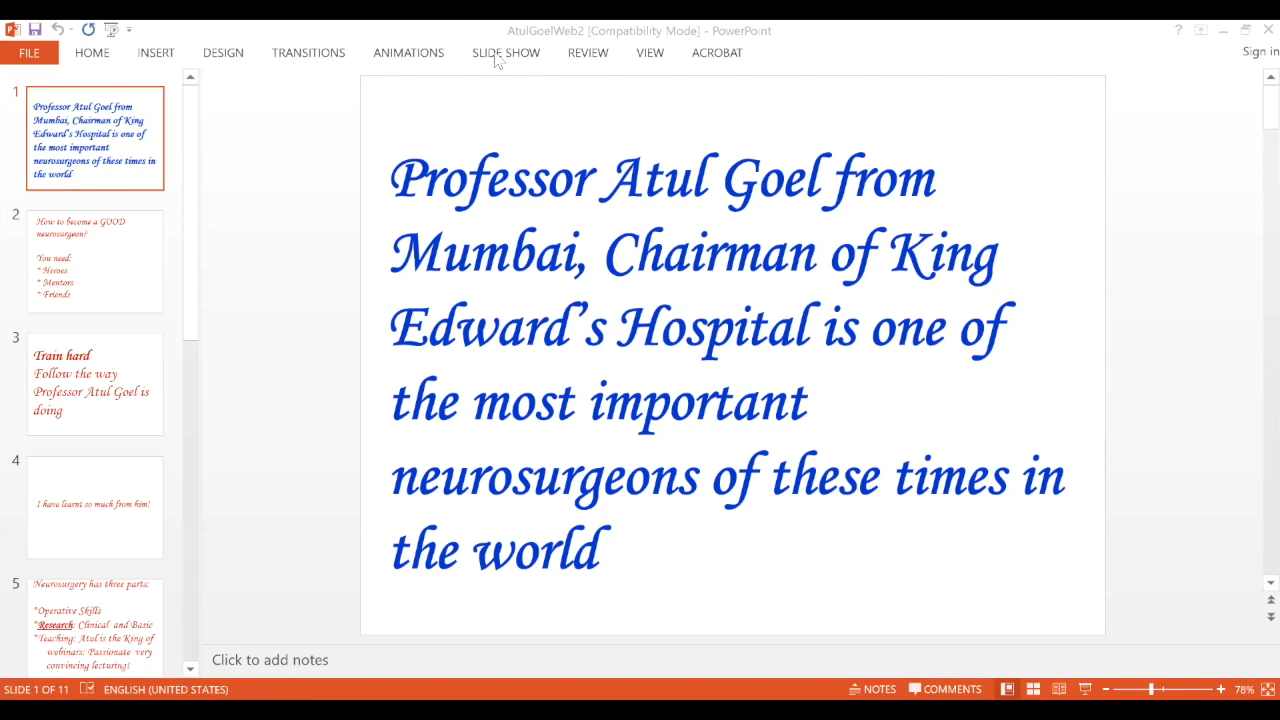 AtulGoelWeb2 [Compatibility Mode] - PowerPoint
?
FILE HOME INSERT DESIGN TRANSITIONS ANIMATIONS SLIDE SHOW REVIEW VIEW ACROBAT Sign in
1
Professor Atul Goel from
Mumbai, Chairman of King
Edward's Hospital is one of
the most important
neurosurgeons of these times in
the world
2
How to become a GOOD
neurosurgeon?
You need:
* Heroes
* Mentors
* Friends
3
Train hard
Follow the way
Professor Atul Goel is
doing
4
I have learnt so much from him!
5
Neurosurgery has three parts:
*Operative Skills
*Research: Clinical and Basic
*Teaching: Atul is the King of
webinars: Passionate very
convincing lecturing!
Professor Atul Goel from
Mumbai, Chairman of King
Edward’s Hospital is one of
the most important
neurosurgeons of these times in
the world
Click to add notes
SLIDE 1 OF 11 ENGLISH (UNITED STATES) NOTES COMMENTS 78%